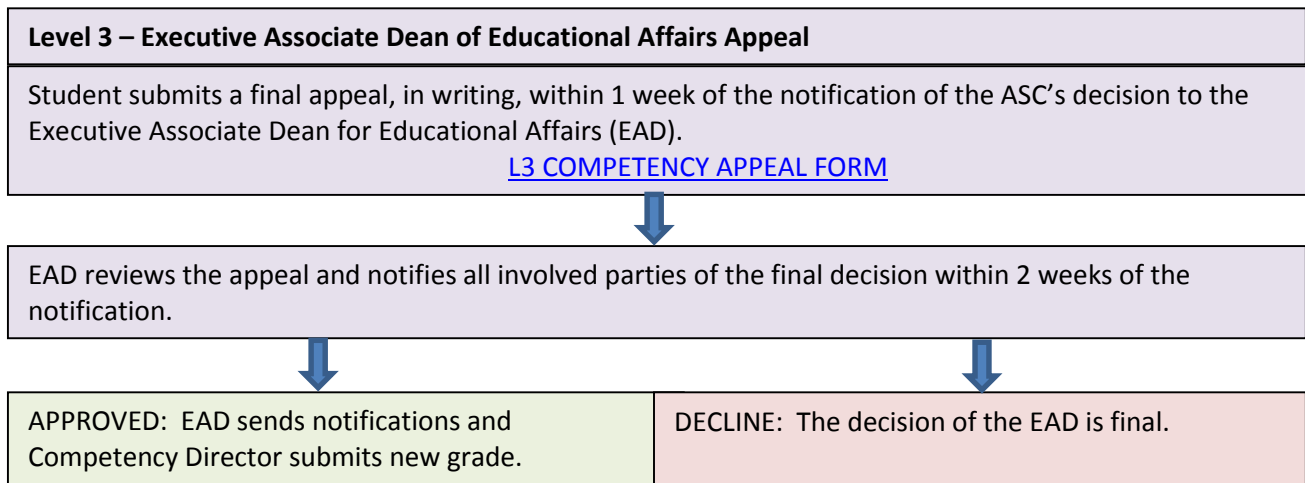 Level 3 – Executive Associate Dean of Educational Affairs Appeal
Student submits a final appeal, in writing, within 1 week of the notification of the ASC’s decision to the
Executive Associate Dean for Educational Affairs (EAD).
L3 COMPETENCY APPEAL FORM
EAD reviews the appeal and notifies all involved parties of the final decision within 2 weeks of the
notification.
APPROVED:  EAD sends notifications and
Competency Director submits new grade.
DECLINE:  The decision of the EAD is final.